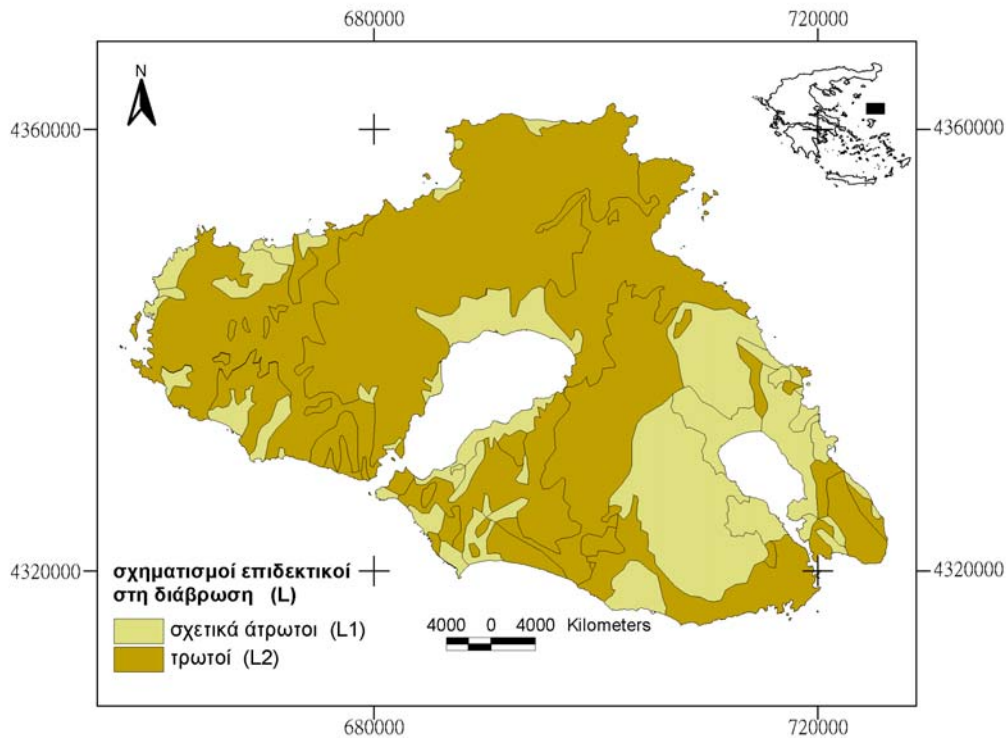 680000 720000
N
4360000 4360000
4320000 4320000
σχηματισμοί επιδεκτικοί
στη διάβρωση (L)
σχετικά άτρωτοι (L1)
τρωτοί (L2)
4000 0 4000 Kilometers
680000 720000